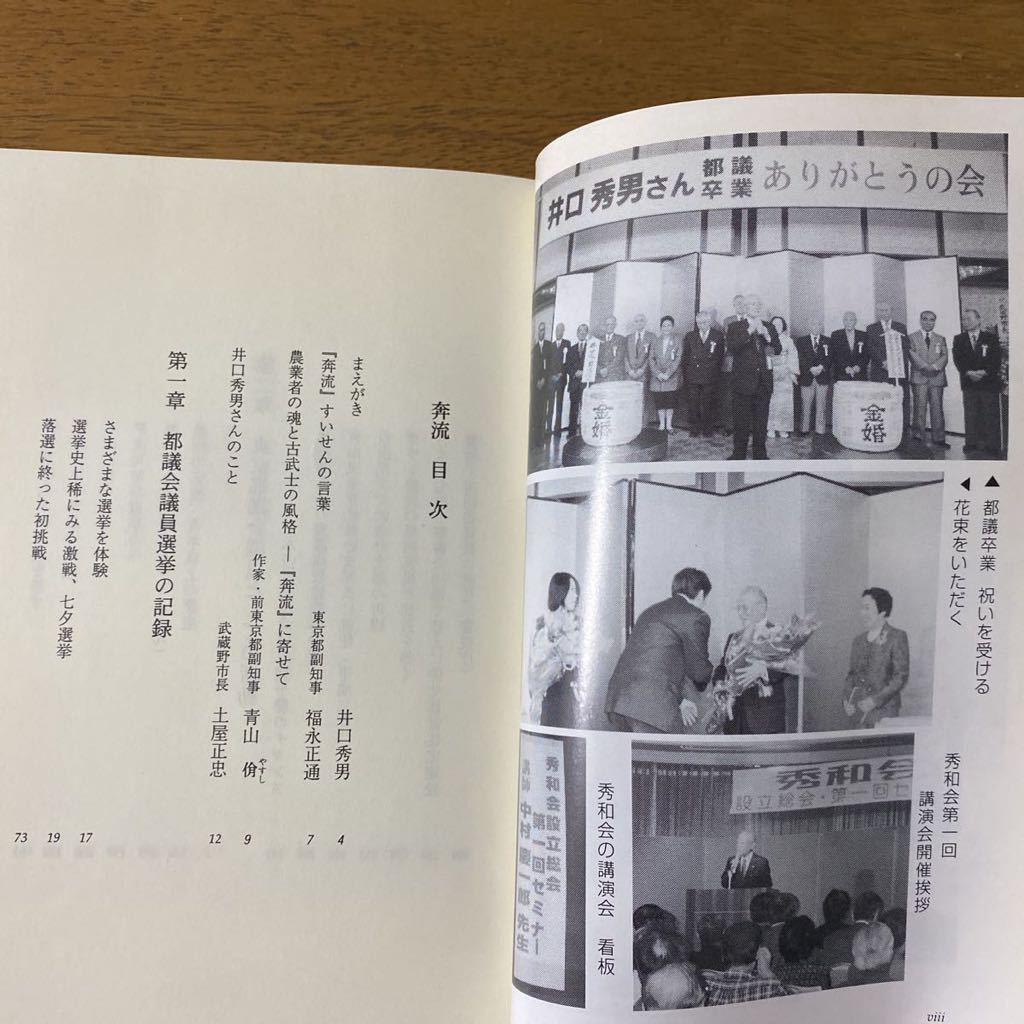 井口 秀男さん 都議卒業 ありがとうの会
金婚
金婚
▲都議卒業 祝いを受ける
◀花束をいただく
秀和会第一回
講演会開催挨拶
秀和会
設立総会・第一回セ
秀和会の講演会 看板
秀和会設立総会
第一回セミナー
講師 中村慶一郎 先生
viii
奔流 目次
まえがき 井口秀男 4
『奔流』すいせんの言葉 東京都副知事 福永正通 7
農業者の魂と古武士の風格 ―『奔流』に寄せて
作家・前東京都副知事 青山 佾 やすし 9
井口秀男さんのこと 武蔵野市長 土屋正忠 12
第一章 都議会議員選挙の記録
さまざまな選挙を体験 17
選挙史上稀にみる激戦、七夕選挙 19
落選に終った初挑戦 73